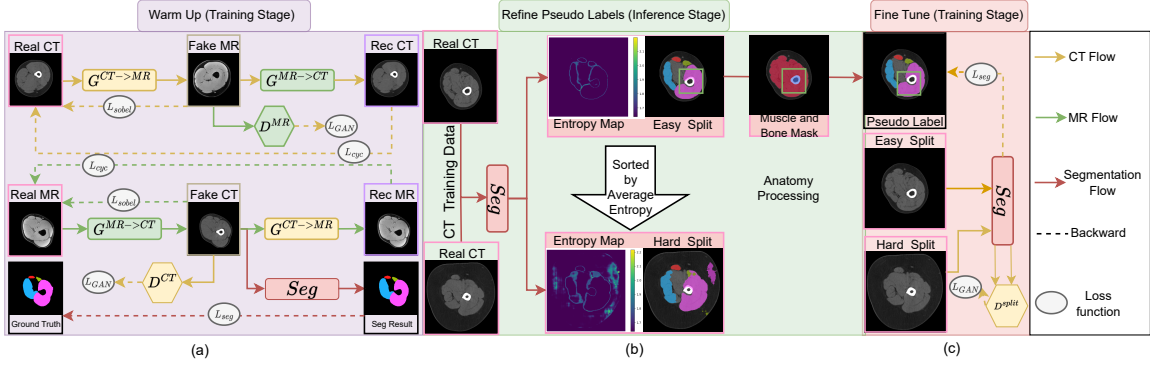 Warm Up (Training Stage)
Real CT
Fake MR
Rec CT
G^{CT->MR}
G^{MR->CT}
L_{sobel}
D^{MR}
L_{GAN}
L_{cyc}
L_{cyc}
Real MR
Fake CT
Rec MR
L_{sobel}
G^{MR->CT}
G^{CT->MR}
L_{GAN}
D^{CT}
Seg
Ground Truth
L_{seg}
Seg Result
(a)
Refine Pseudo Labels (Inference Stage)
Real CT
CT Training Data
Seg
Real CT
Entropy Map
Easy Split
Muscle and
Bone Mask
Sorted
by
Average
Entropy
Anatomy
Processing
Entropy Map
Hard Split
(b)
Fine Tune (Training Stage)
L_{seg}
Pseudo Label
Easy Split
Seg
Hard Split
L_{GAN}
D^{split}
(c)
CT Flow
MR Flow
Segmentation
Flow
Backward
Loss
function